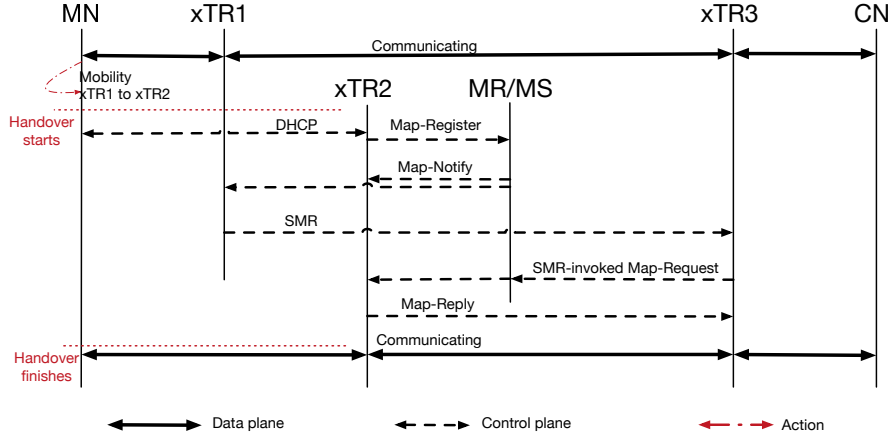 MN xTR1 xTR3 CN
Communicating
Mobility
xTR1 to xTR2
xTR2 MR/MS
Handover
starts
DHCP Map-Register
Map-Notify
SMR
SMR-invoked Map-Request
Map-Reply
Communicating
Handover
finishes
Data plane Control plane Action